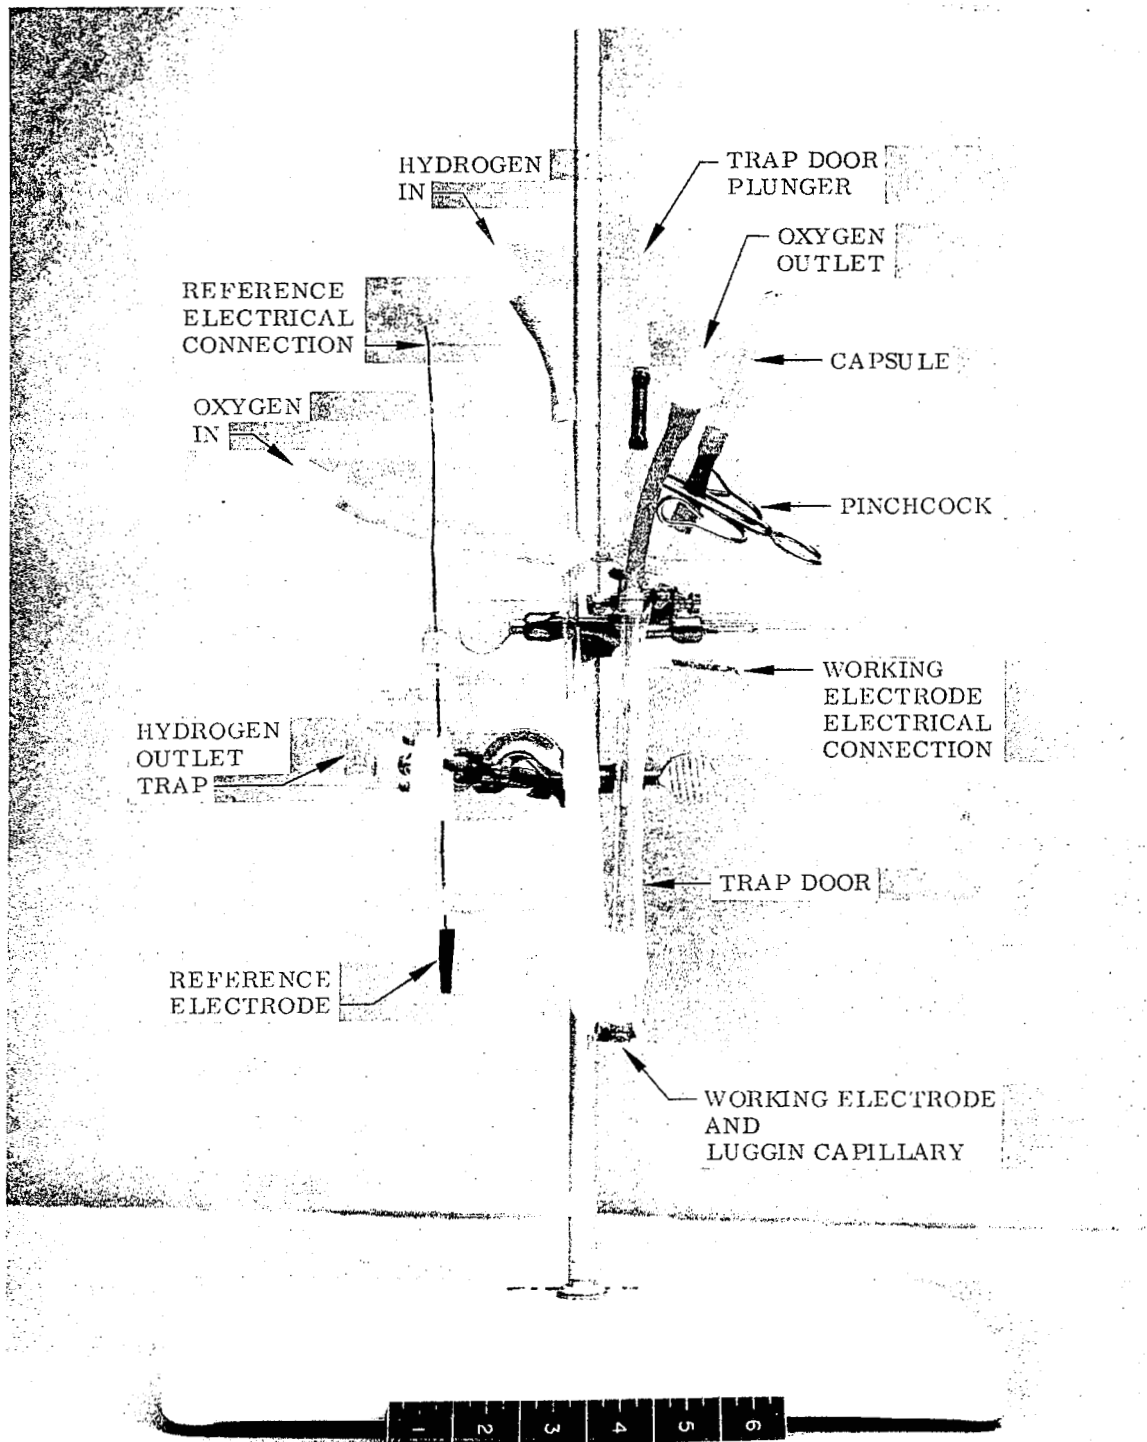 HYDROGEN
IN
TRAP DOOR
PLUNGER
OXYGEN
OUTLET
REFERENCE
ELECTRICAL
CONNECTION
CAPSULE
OXYGEN
IN
PINCHCOCK
WORKING
ELECTRODE
ELECTRICAL
CONNECTION
HYDROGEN
OUTLET
TRAP
TRAP DOOR
REFERENCE
ELECTRODE
WORKING ELECTRODE
AND
LUGGIN CAPILLARY
1 2 3 4 5 6